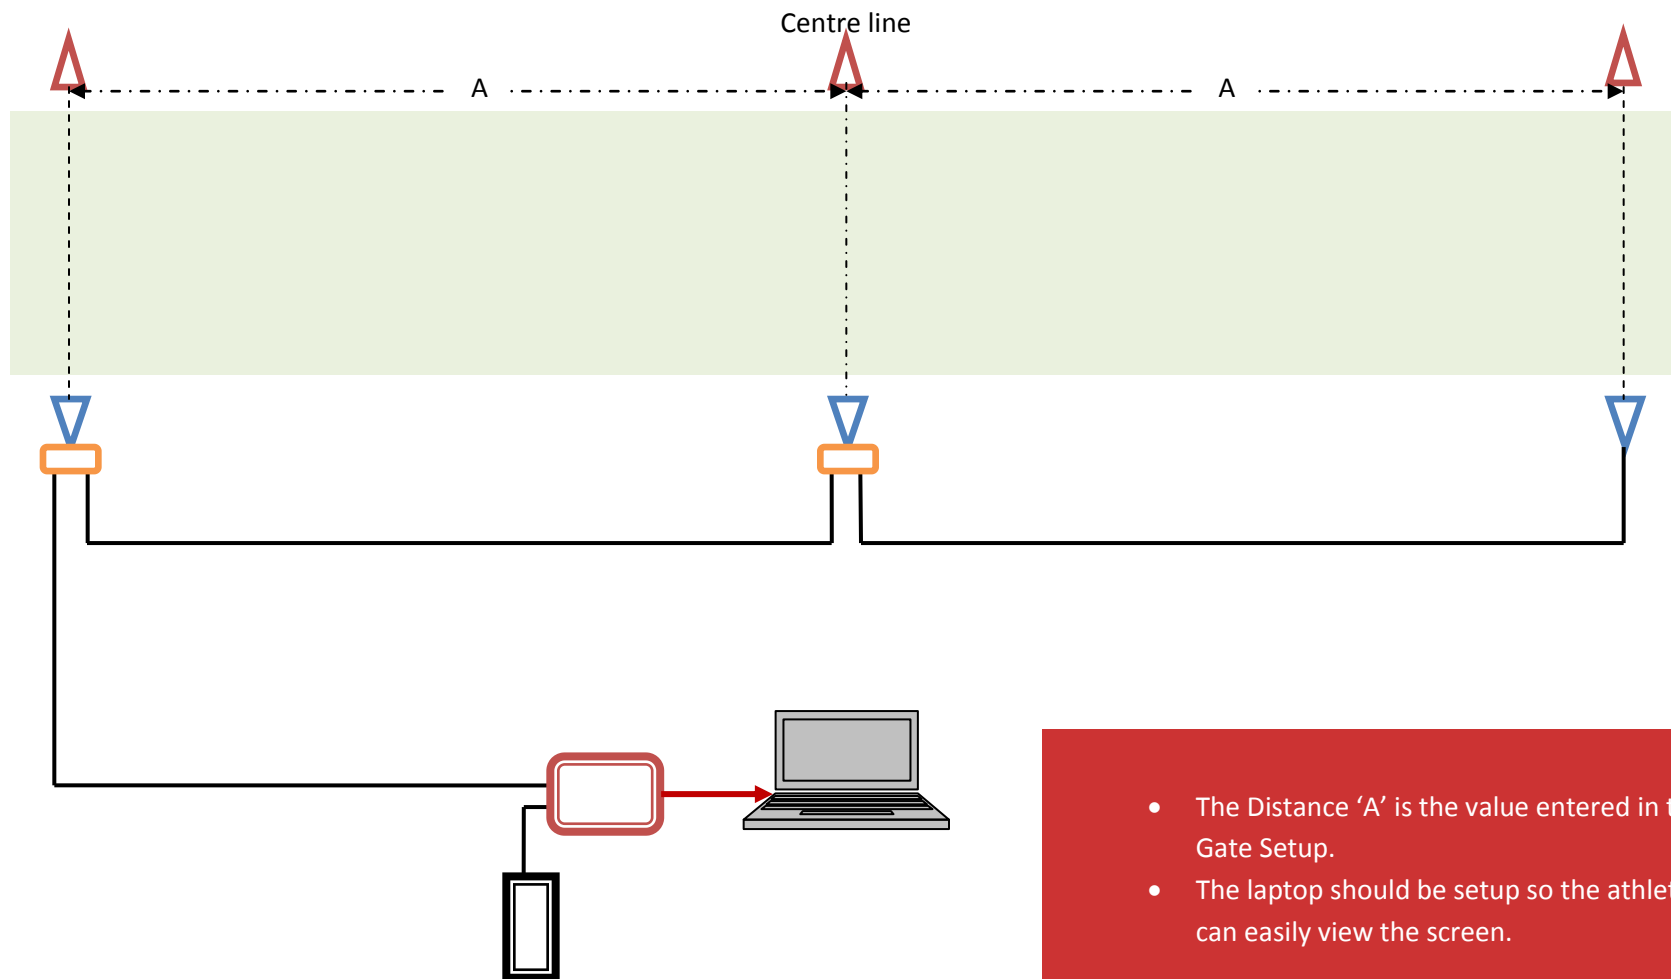 Centre line
A
A
• The Distance ‘A’ is the value entered in
Gate Setup.
• The laptop should be setup so the
can easily view the screen.